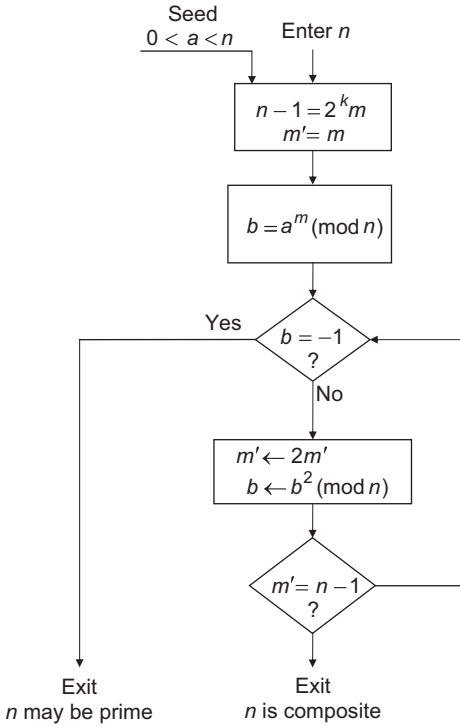 Seed
0 < a < n
Enter n
n − 1 = 2^k m
m′ = m
b = a^m (mod n)
Yes
b = −1
?
No
m′ ← 2m′
b ← b^2 (mod n)
m′ = n − 1
?
Exit
n may be prime
Exit
n is composite